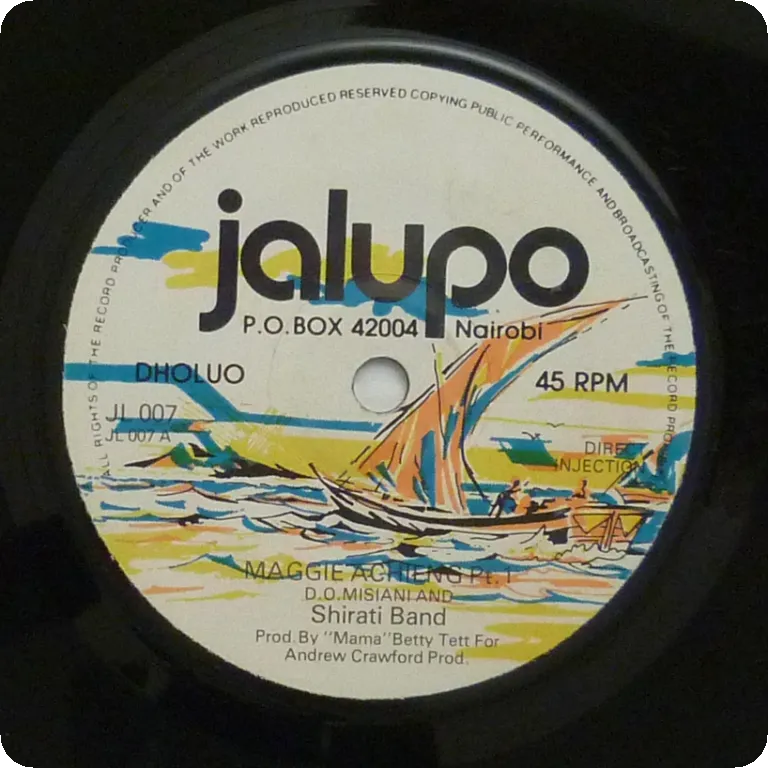 ALL RIGHTS OF THE RECORD PRODUCER AND OF THE WORK REPRODUCED RESERVED COPYING PUBLIC PERFORMANCE AND BROADCASTING OF THE RECORD PROHIBITED
jalupo
P.O. BOX 42004 Nairobi
DHOLUO
45 RPM
JL 007
JL 007 A
DIRECT
INJECTION
MAGGIE ACHIENG Pt. 1
D.O. MISIANI AND
Shirati Band
Prod. By "Mama" Betty Tett For
Andrew Crawford Prod.